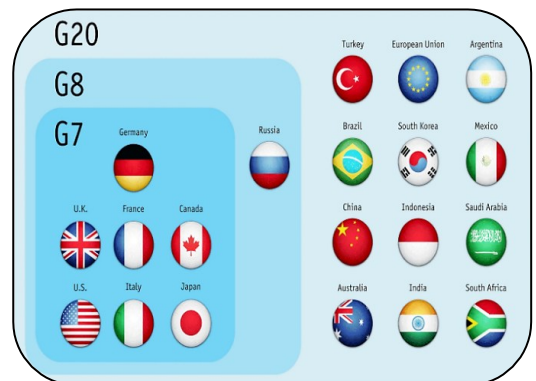 G20
G8
G7
Germany
Russia
U.K.
France
Canada
U.S.
Italy
Japan
Turkey
European Union
Argentina
Brazil
South Korea
Mexico
China
Indonesia
Saudi Arabia
Australia
India
South Africa